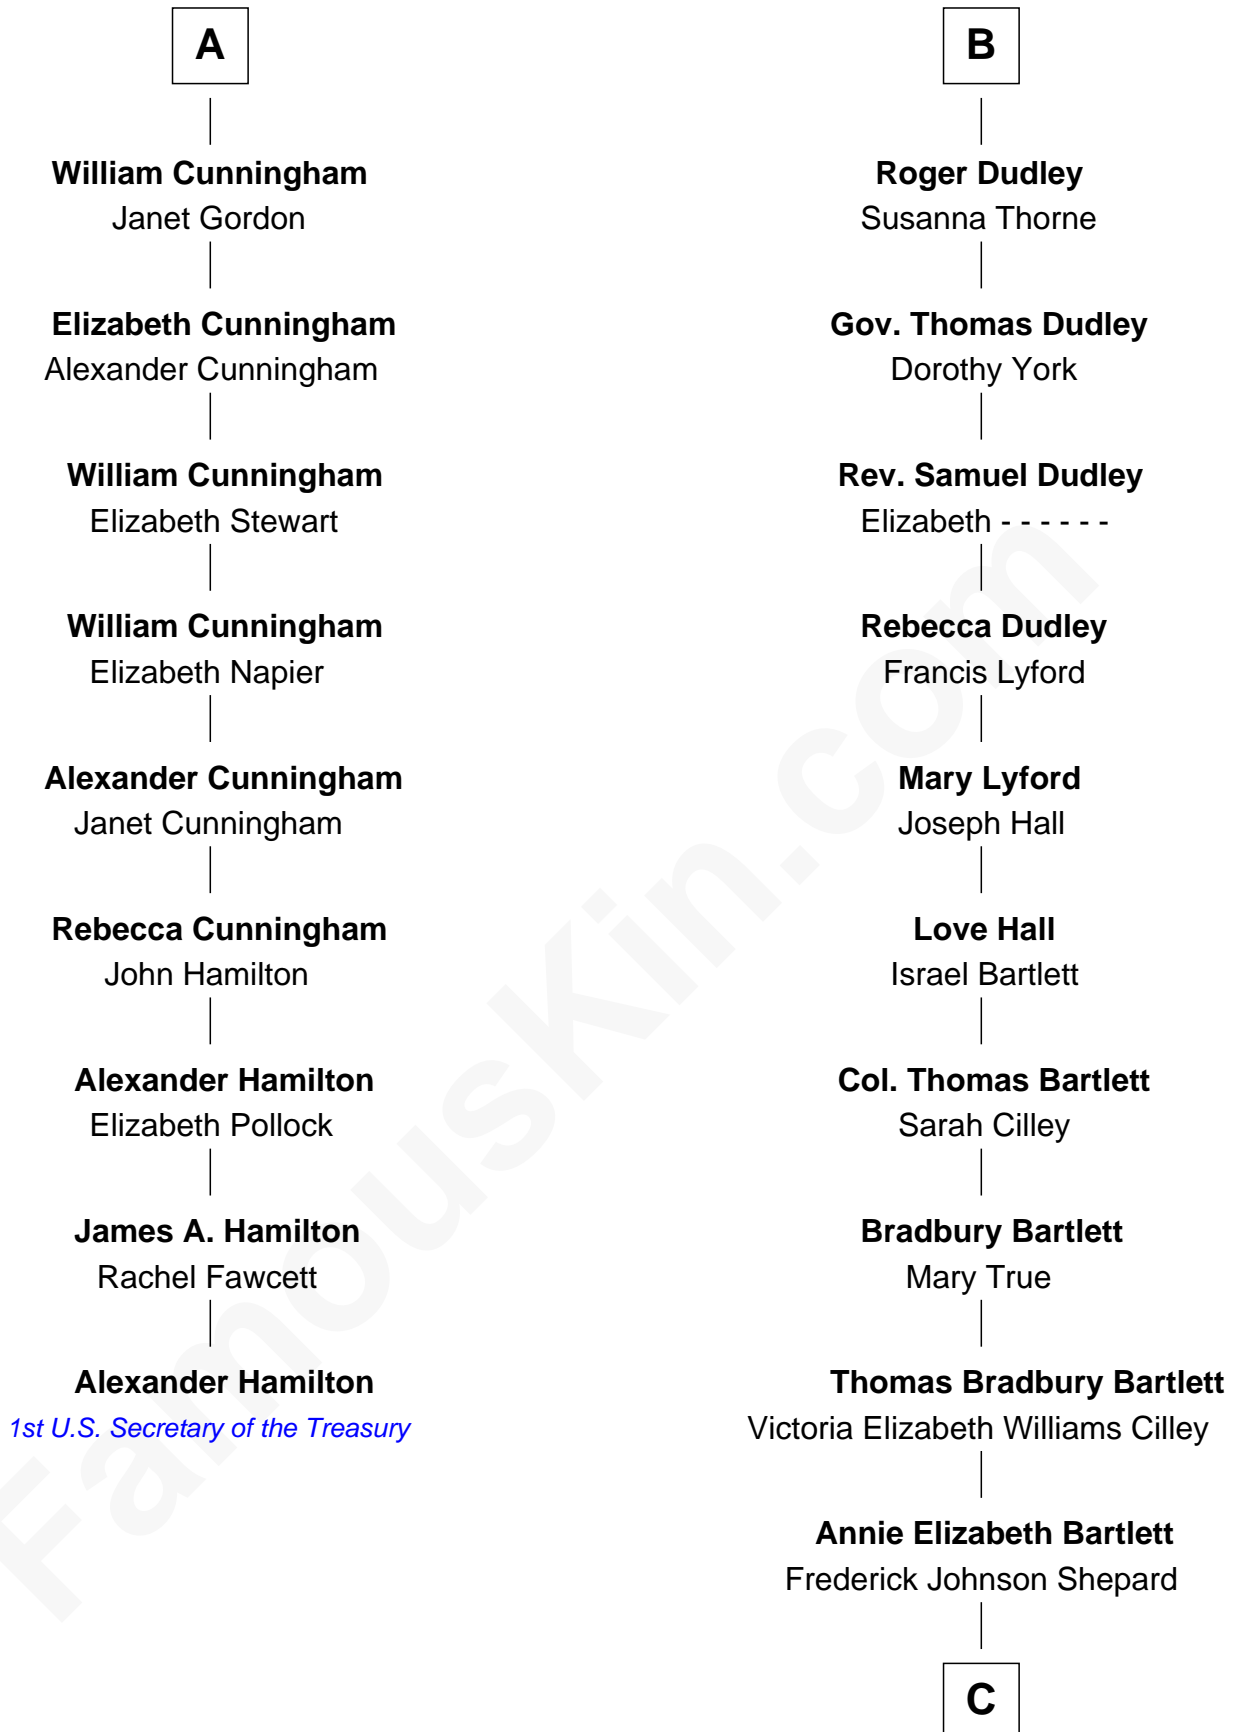 A
William Cunningham
Janet Gordon
Elizabeth Cunningham
Alexander Cunningham
William Cunningham
Elizabeth Stewart
William Cunningham
Elizabeth Napier
Alexander Cunningham
Janet Cunningham
Rebecca Cunningham
John Hamilton
Alexander Hamilton
Elizabeth Pollock
James A. Hamilton
Rachel Fawcett
Alexander Hamilton
1st U.S. Secretary of the Treasury
B
Roger Dudley
Susanna Thorne
Gov. Thomas Dudley
Dorothy York
Rev. Samuel Dudley
Elizabeth - - - - - -
Rebecca Dudley
Francis Lyford
Mary Lyford
Joseph Hall
Love Hall
Israel Bartlett
Col. Thomas Bartlett
Sarah Cilley
Bradbury Bartlett
Mary True
Thomas Bradbury Bartlett
Victoria Elizabeth Williams Cilley
Annie Elizabeth Bartlett
Frederick Johnson Shepard
C
FamousKin.com